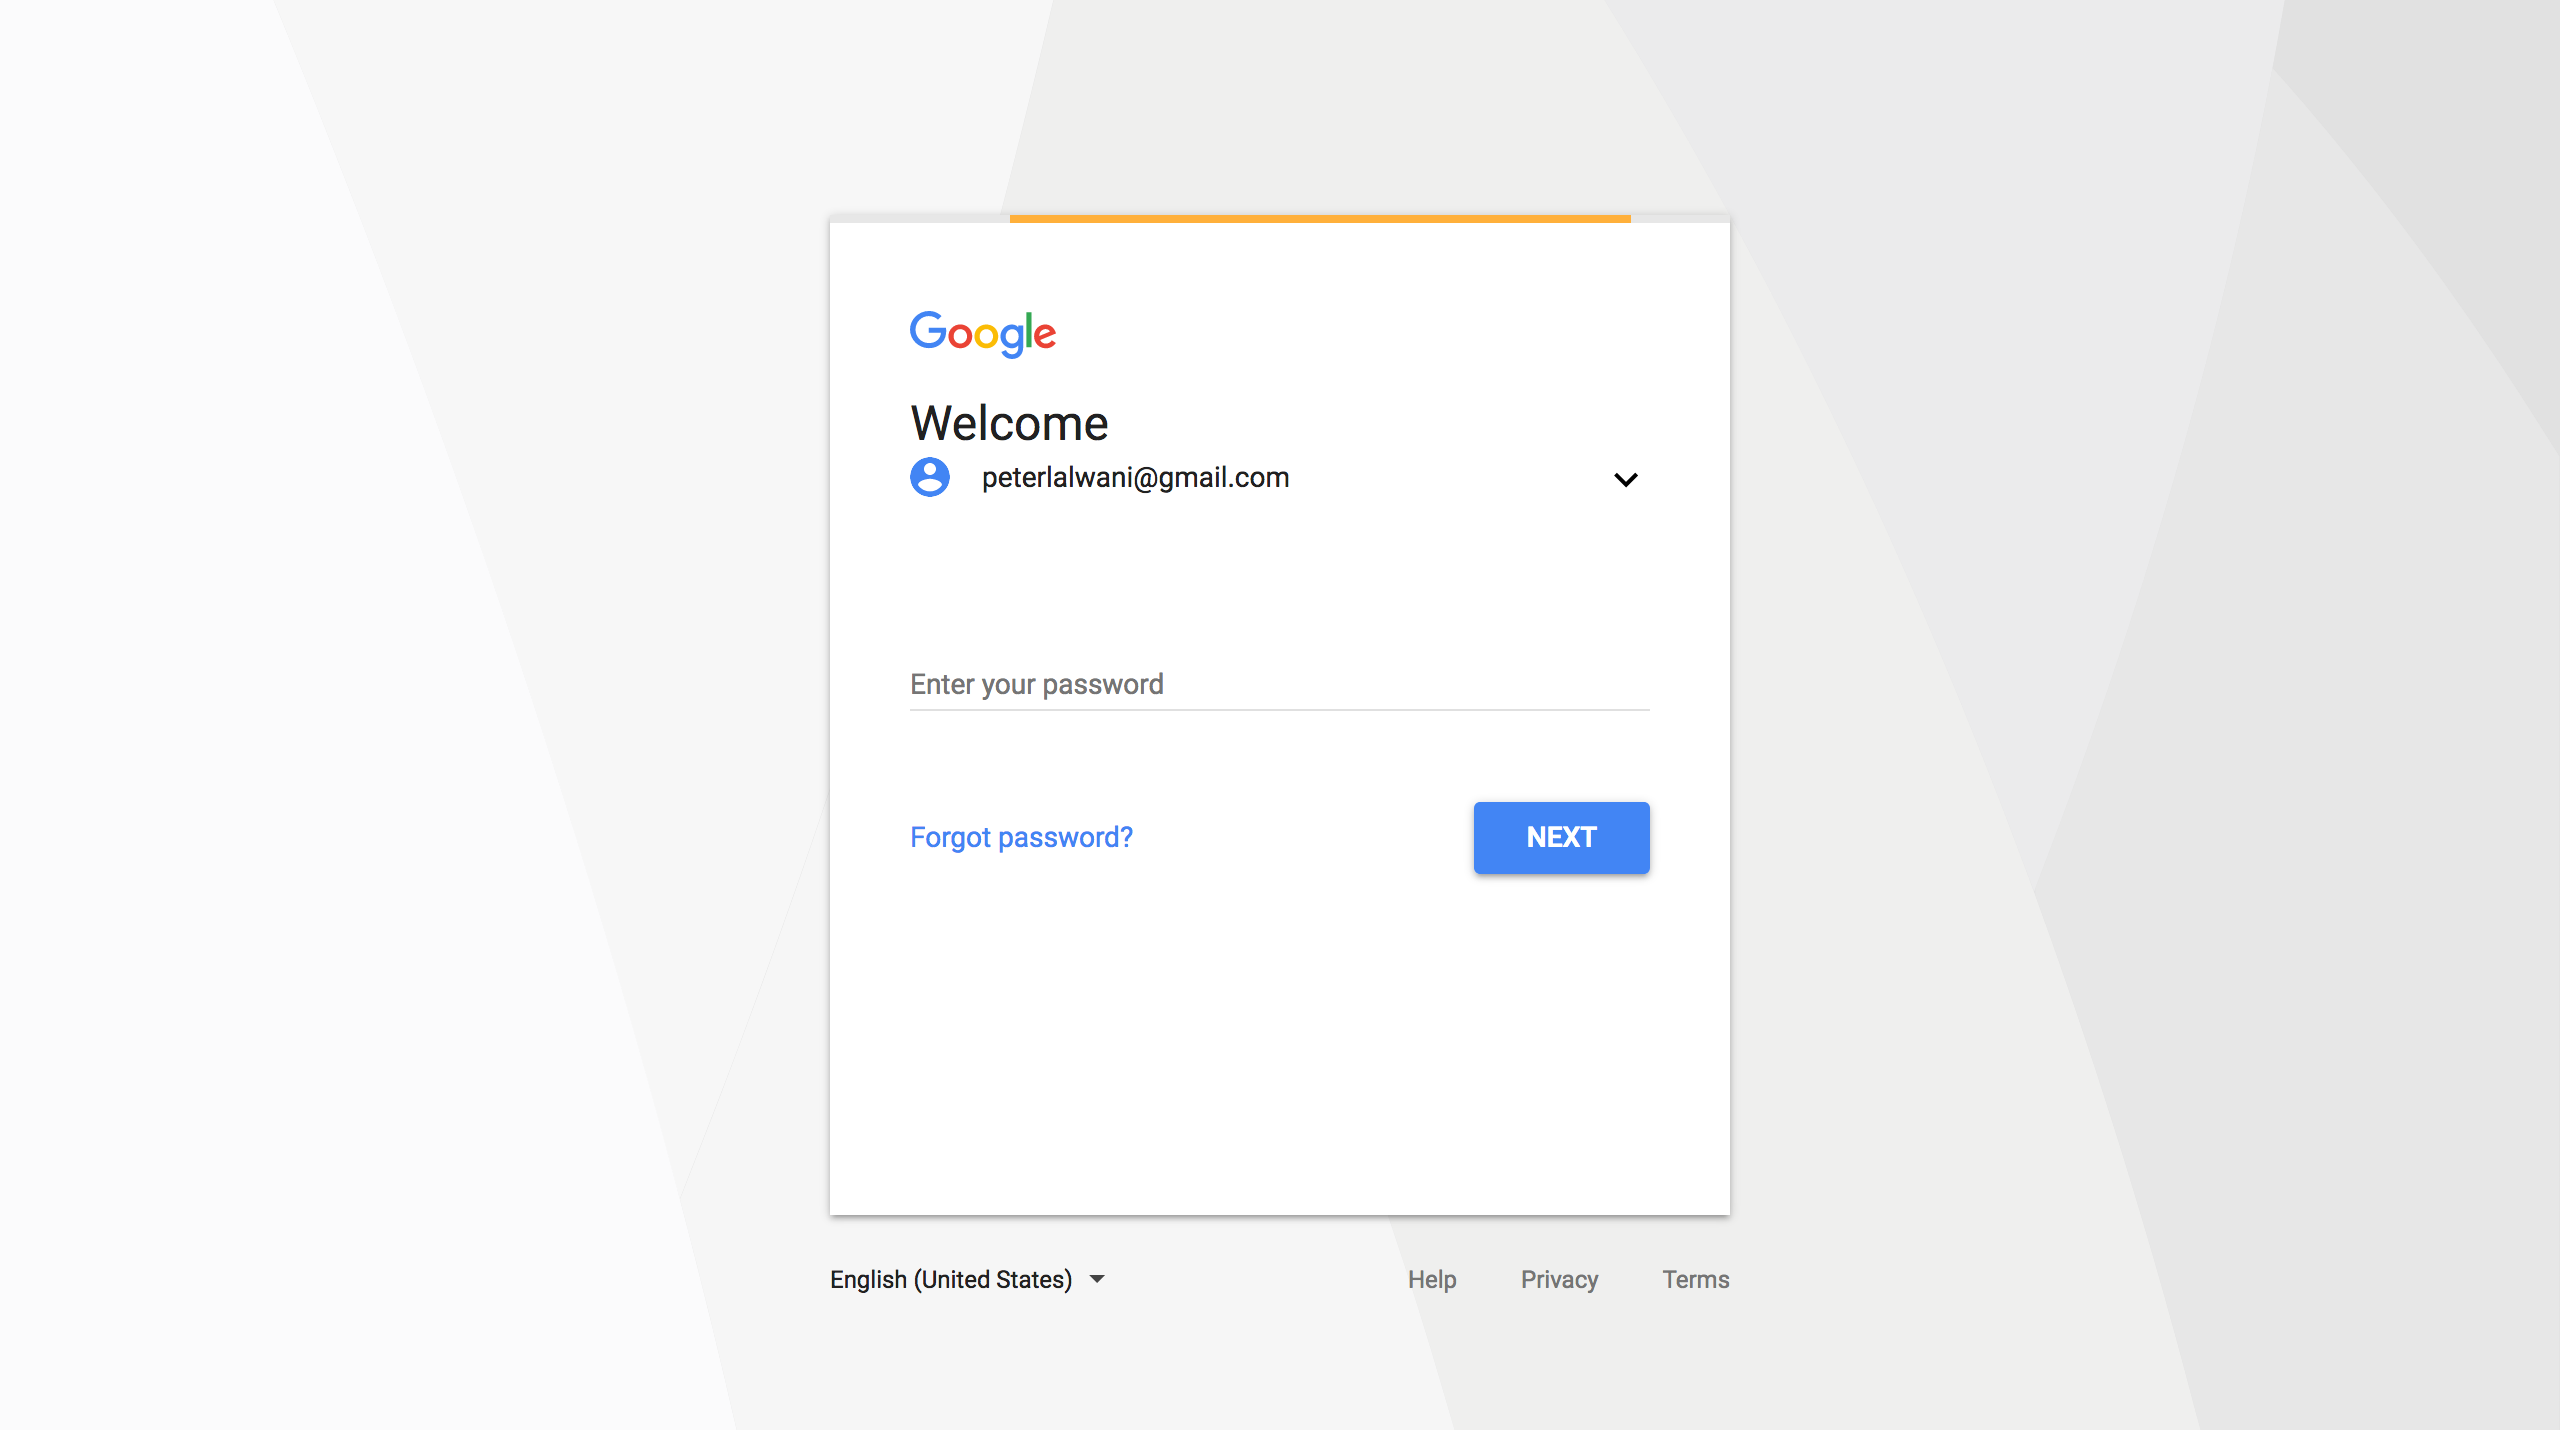 Google
Welcome
peterlalwani@gmail.com
Enter your password
Forgot password?
NEXT
English (United States)
Help
Privacy
Terms